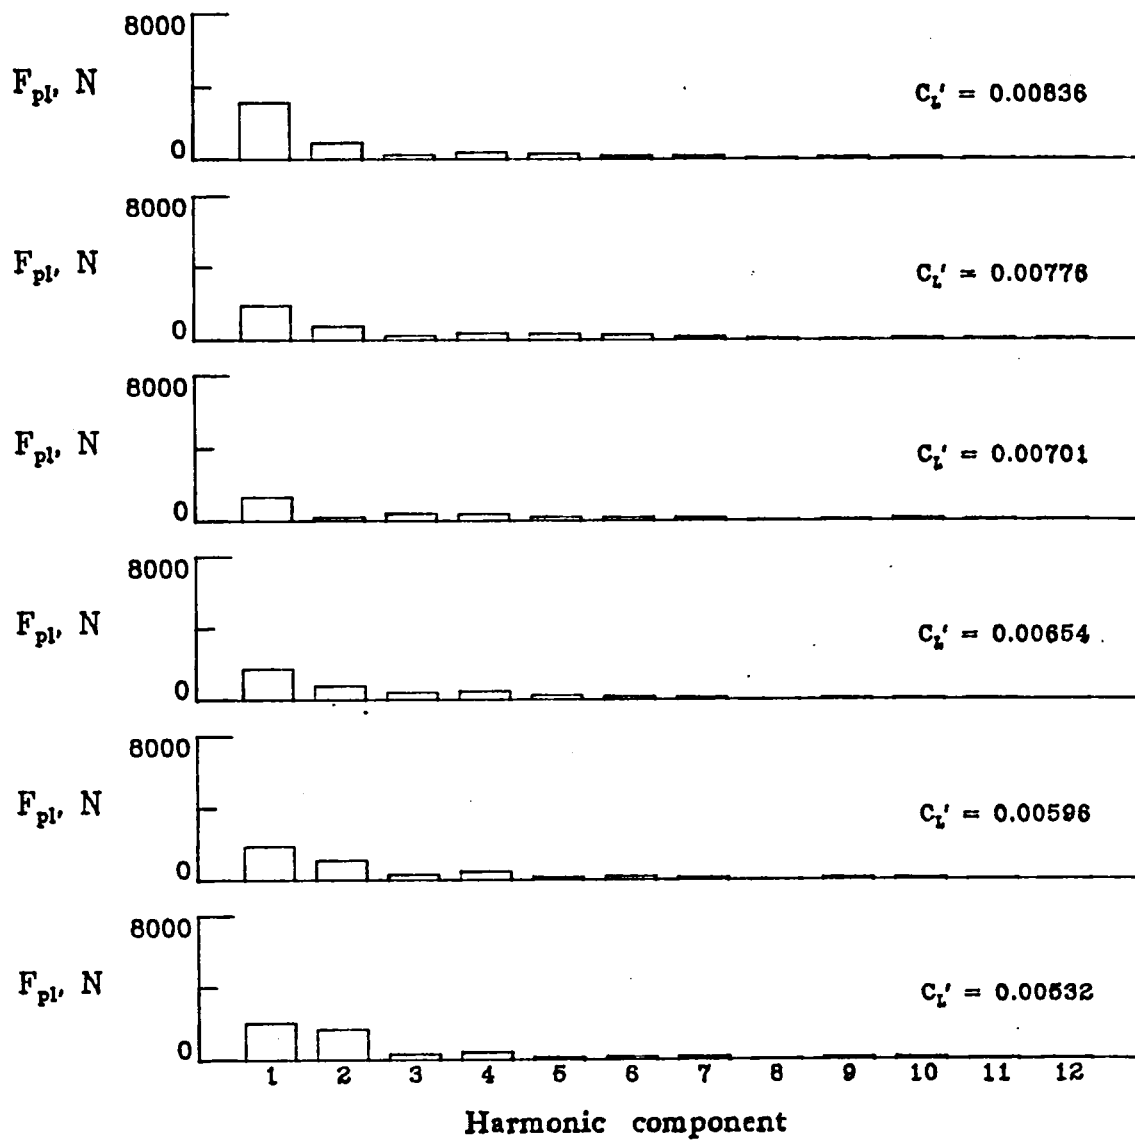 8000
F_pl, N
C_L' = 0.00836
0
8000
F_pl, N
C_L' = 0.00776
0
8000
F_pl, N
C_L' = 0.00701
0
8000
F_pl, N
C_L' = 0.00654
0
8000
F_pl, N
C_L' = 0.00596
0
8000
F_pl, N
C_L' = 0.00532
0
1 2 3 4 5 6 7 8 9 10 11 12
Harmonic component